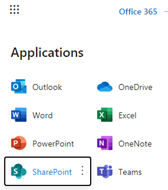 Office 365 →
Applications
Outlook
OneDrive
Word
Excel
PowerPoint
OneNote
SharePoint
Teams